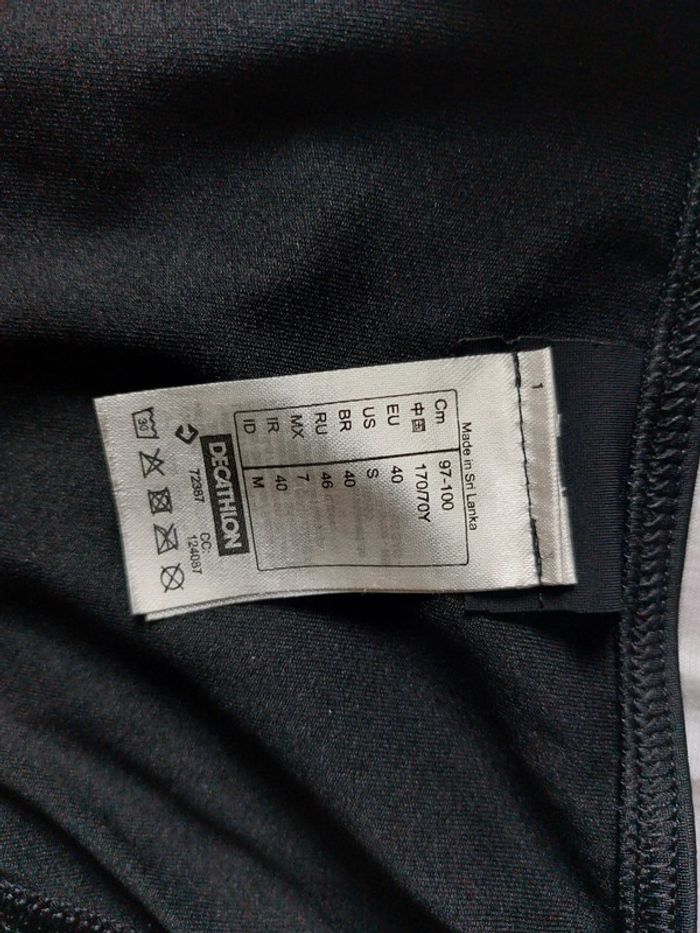 1
Made in Sri Lanka
Cm 97-100
中国 170/70Y
EU 40
US S
BR 40
RU 46
MX 7
IR 40
ID M
DECATHLON
CC:
72387 124087
30